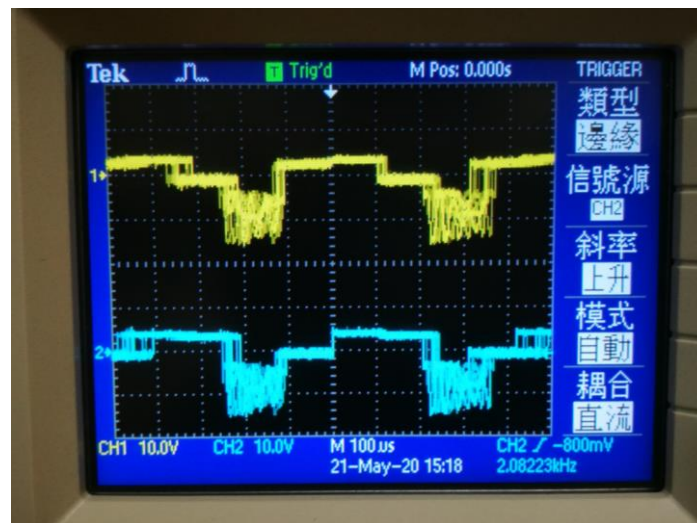 Tek T Trig'd M Pos: 0.000s TRIGGER
類型
邊緣
1
信號源
CH2
斜率
上升
模式
自動
2
耦合
直流
CH1 10.0V CH2 10.0V M 100µs CH2 -800mV
21-May-20 15:18 2.08223kHz